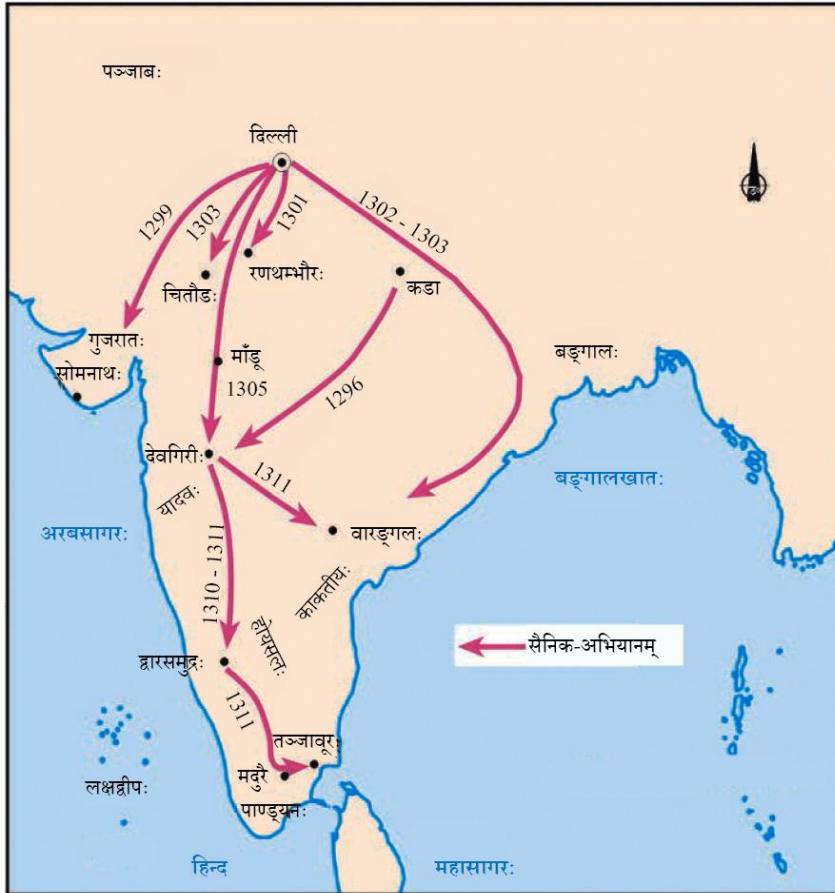 पञ्जाबः
दिल्ली
1299
1303
1301
1302 - 1303
रणथम्भौरः
चितौडः
कडा
गुजरातः
सोमनाथः
माँडू
1305
1296
बङ्गालः
देवगिरीः
यादवः
1311
वारङ्गलः
बङ्गालखातः
अरबसागरः
1310 - 1311
काकतीयः
होयसलः
द्वारसमुद्रः
सैनिक-अभियानम्
1311
तञ्जावूरः
मदुरै
पाण्ड्यनः
लक्षद्वीपः
हिन्द
महासागरः